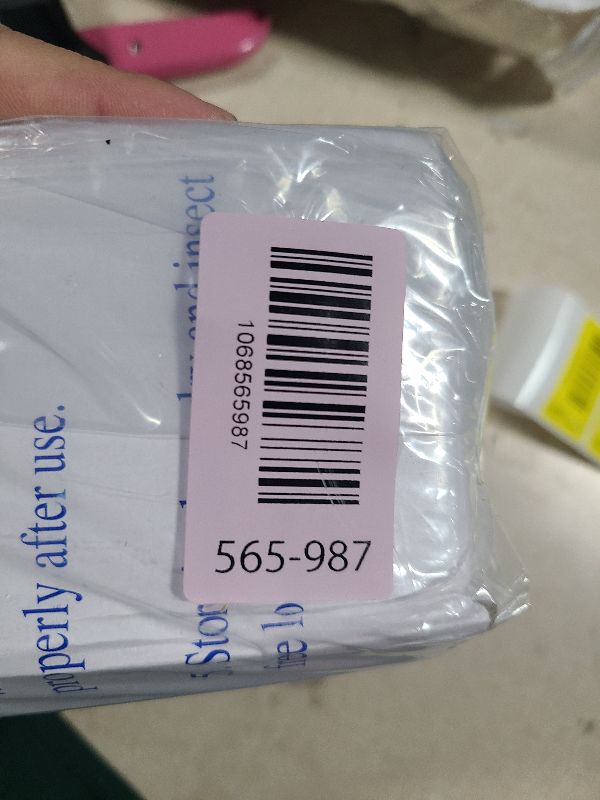 1068565987
565-987
properly after use.
and insect